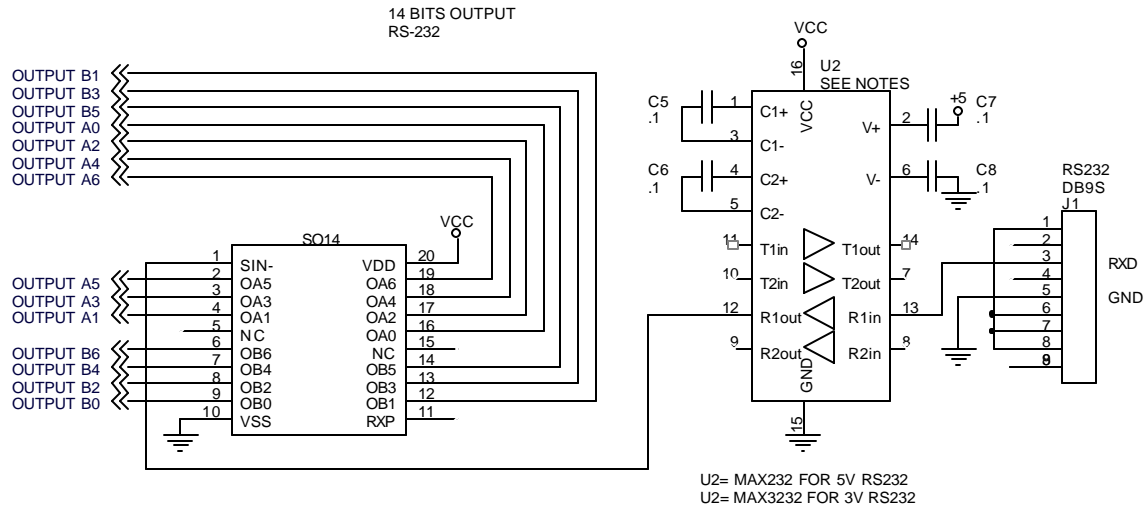 14 BITS OUTPUT
RS-232
OUTPUT B1
OUTPUT B3
OUTPUT B5
OUTPUT A0
OUTPUT A2
OUTPUT A4
OUTPUT A6
OUTPUT A5
OUTPUT A3
OUTPUT A1
OUTPUT B6
OUTPUT B4
OUTPUT B2
OUTPUT B0
SO14
VCC
1 SIN- VDD 20
2 OA5 OA6 19
3 OA3 OA4 18
4 OA1 OA2 17
5 NC OA0 16
6 OB6 NC 15
7 OB4 OB5 14
8 OB2 OB3 13
9 OB0 OB1 12
10 VSS RXP 11
VCC
16
U2
SEE NOTES
VCC
C5
.1
C6
.1
1 C1+
3 C1-
4 C2+
5 C2-
V+ 2
V- 6
+5
C7
.1
C8
.1
11 T1in T1out 14
10 T2in T2out 7
12 R1out R1in 13
9 R2out R2in 8
GND
15
RS232
DB9S
J1
1
2
3 RXD
4
5 GND
6
7
8
9
U2= MAX232 FOR 5V RS232
U2= MAX3232 FOR 3V RS232